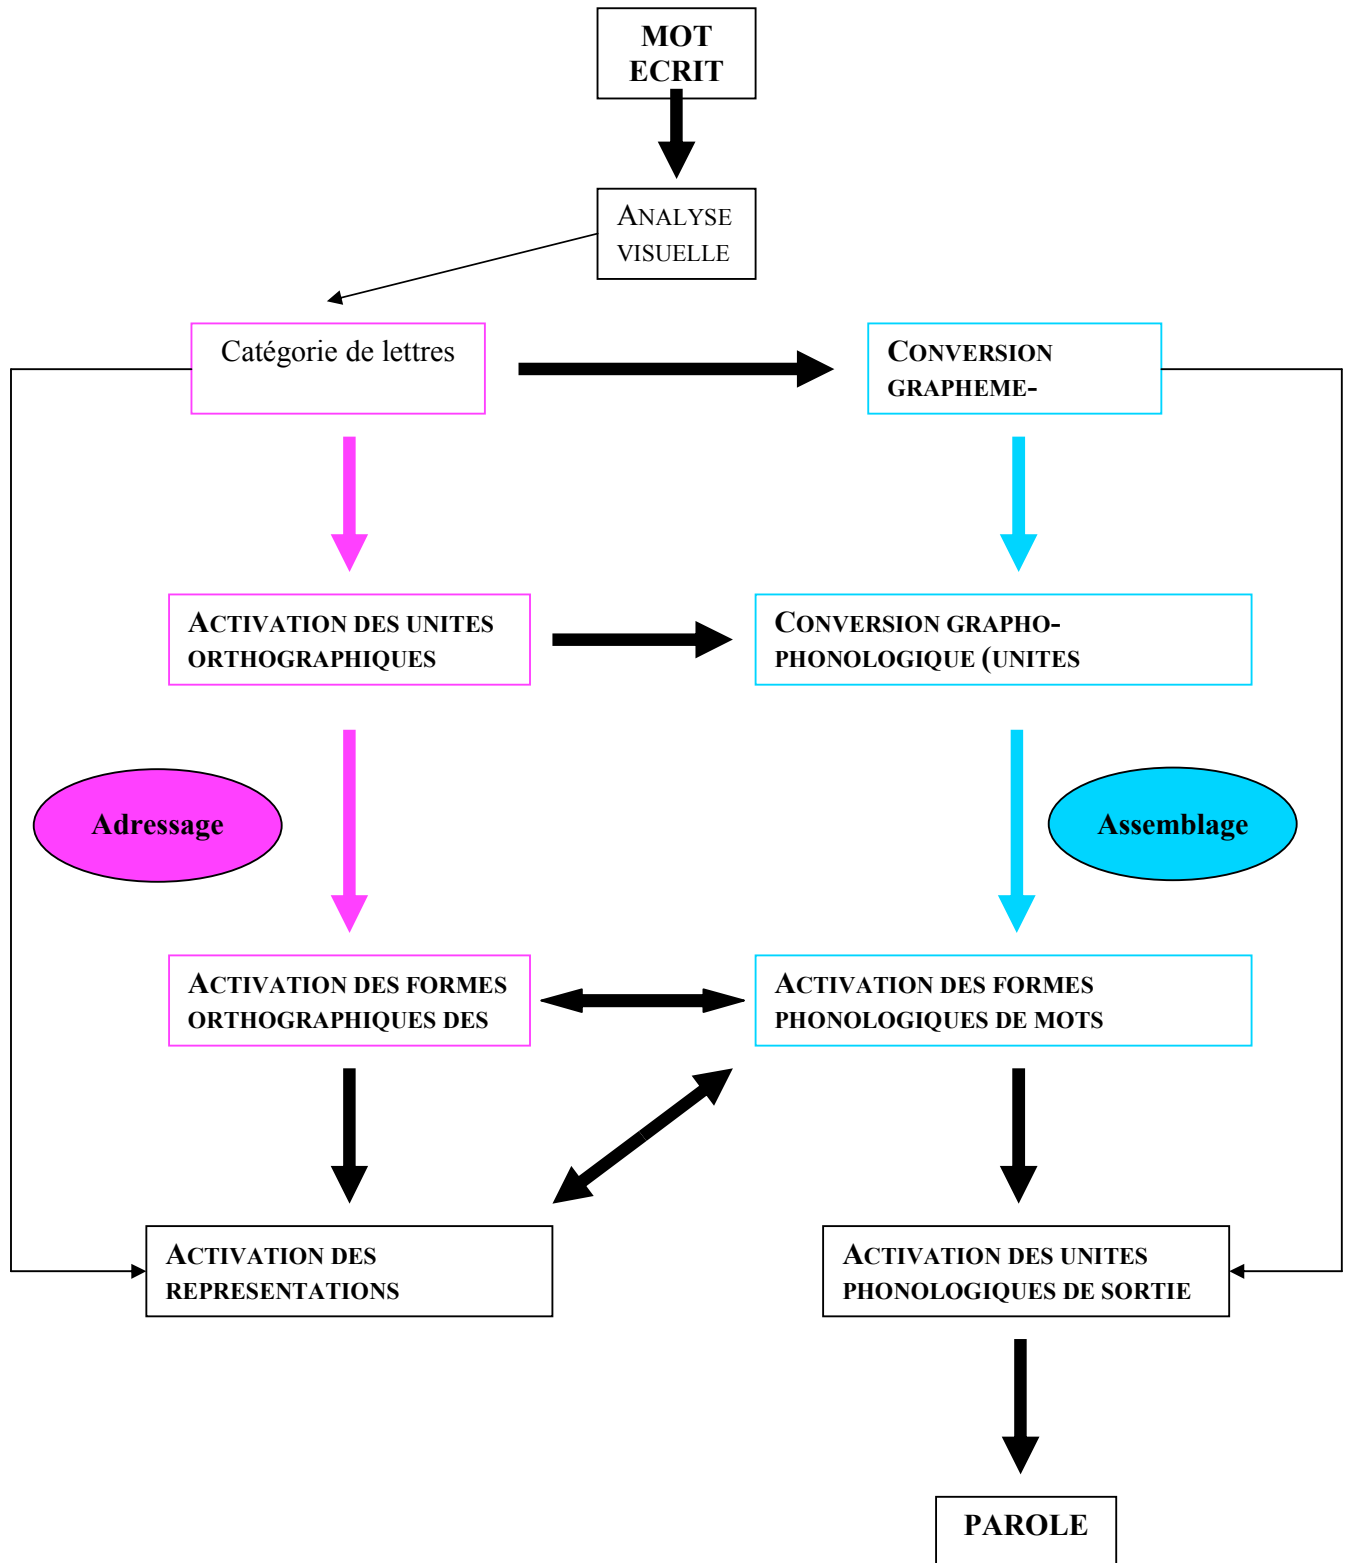 MOT
ECRIT
ANALYSE
VISUELLE
Catégorie de lettres
CONVERSION
GRAPHEME-
ACTIVATION DES UNITES
ORTHOGRAPHIQUES
CONVERSION GRAPHO-
PHONOLOGIQUE (UNITES
Adressage
Assemblage
ACTIVATION DES FORMES
ORTHOGRAPHIQUES DES
ACTIVATION DES FORMES
PHONOLOGIQUES DE MOTS
ACTIVATION DES
REPRESENTATIONS
ACTIVATION DES UNITES
PHONOLOGIQUES DE SORTIE
PAROLE